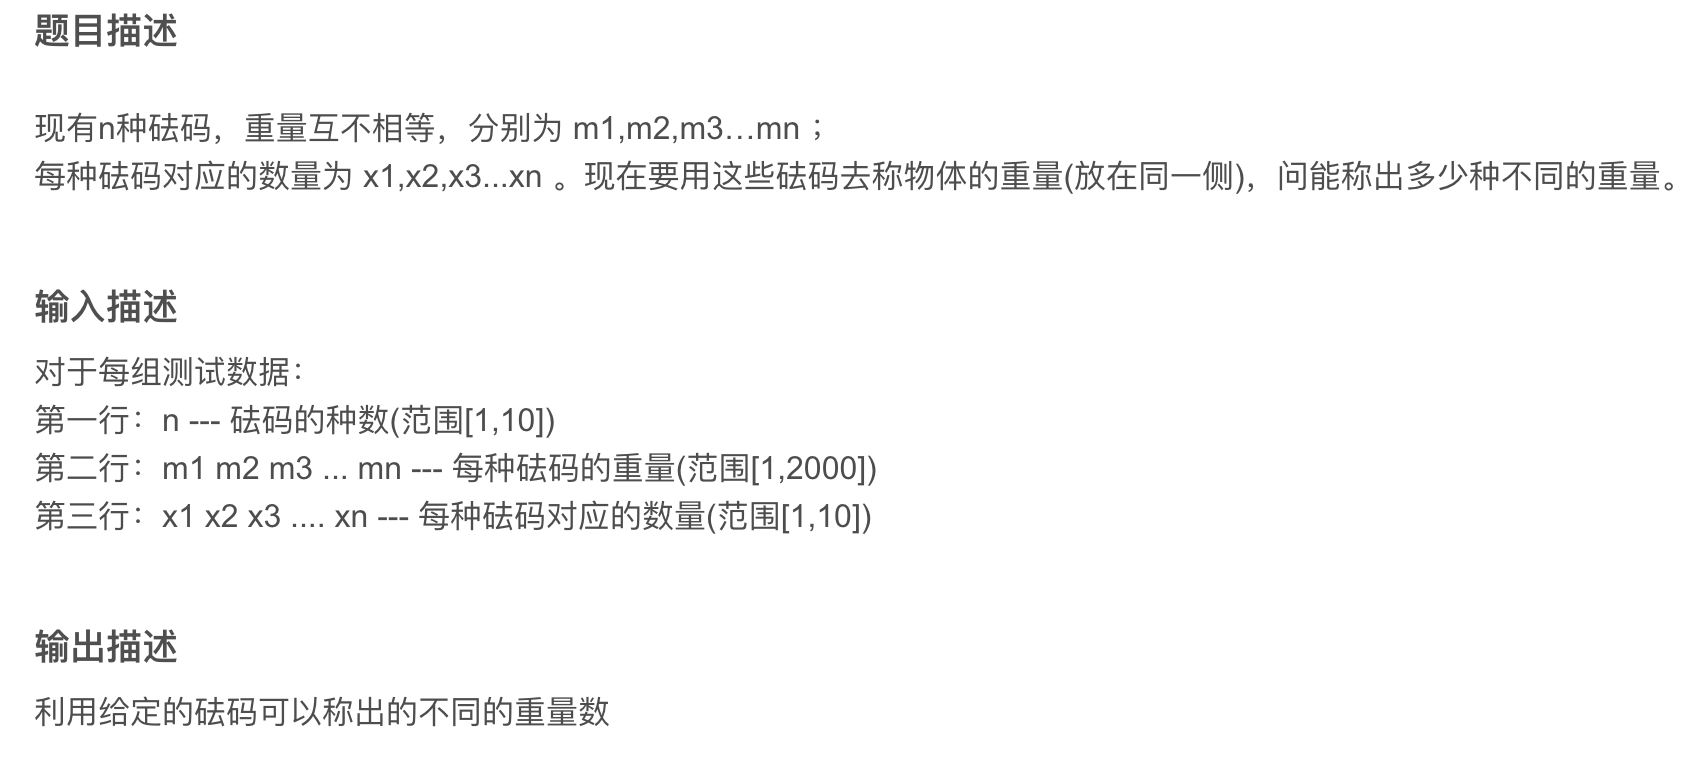 题目描述
现有n种砝码，重量互不相等，分别为 m1,m2,m3…mn；
每种砝码对应的数量为 x1,x2,x3...xn 。现在要用这些砝码去称物体的重量(放在同一侧)，问能称出多少种不同的重量。
输入描述
对于每组测试数据：
第一行：n --- 砝码的种数(范围[1,10])
第二行：m1 m2 m3 ... mn --- 每种砝码的重量(范围[1,2000])
第三行：x1 x2 x3 .... xn --- 每种砝码对应的数量(范围[1,10])
输出描述
利用给定的砝码可以称出的不同的重量数